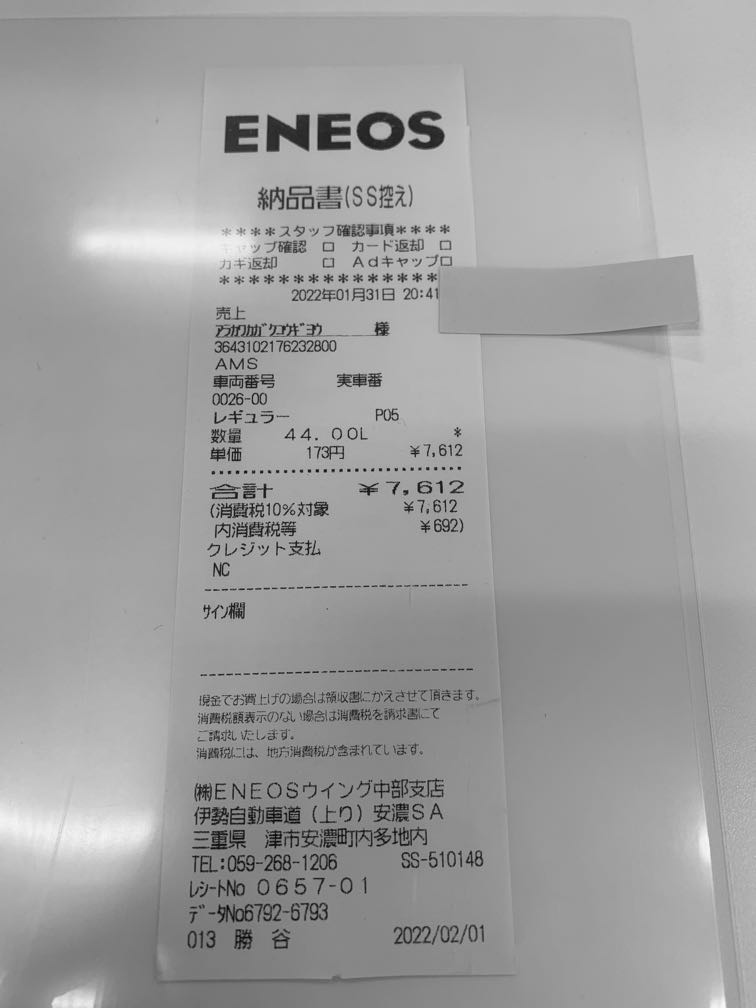 ENEOS
納品書(SS控え)
****スタッフ確認事項****
キャップ確認 □ カード返却 □
カギ返却 □ Adキャップ□
****************
2022年01月31日 20:41
売上
様
3643102176232800
AMS
車両番号 実車番
0026-00
レギュラー P05
数量 44.00L *
単価 173円 ¥7,612
合計 ¥7,612
(消費税10%対象 ¥7,612
内消費税等 ¥692)
クレジット支払
NC
サイン欄
現金でお買上げの場合は領収書にかえさせて頂きます。
消費税額表示のない場合は消費税を請求書にて
ご請求いたします。
消費税には、地方消費税が含まれています。
(株)ENEOSウイング中部支店
伊勢自動車道(上り)安濃SA
三重県 津市安濃町内多地内
TEL:059-268-1206 SS-510148
レシートNo 0657-01
データNo6792-6793
013 勝谷 2022/02/01